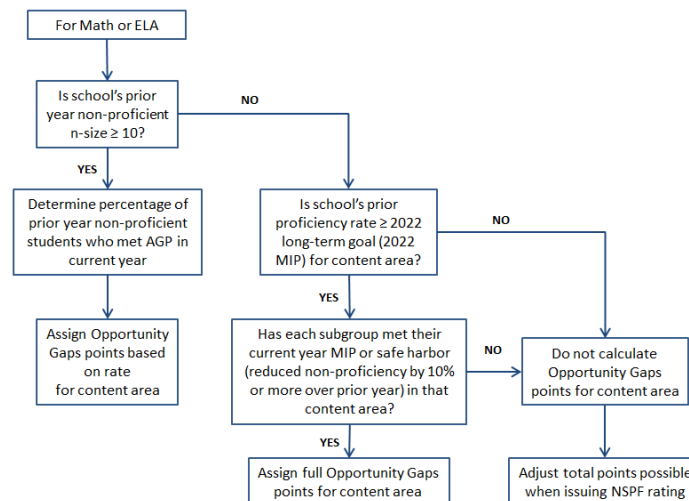 For Math or ELA
Is school's prior
year non-proficient
n-size ≥ 10?
NO
YES
Determine percentage of
prior year non-proficient
students who met AGP in
current year
Is school's prior
proficiency rate ≥ 2022
long-term goal (2022
MIP) for content area?
NO
YES
Assign Opportunity
Gaps points based
on rate
for content area
Has each subgroup met their
current year MIP or safe harbor
(reduced non-proficiency by 10%
or more over prior year) in that
content area?
NO
Do not calculate
Opportunity Gaps
points for content area
YES
Assign full Opportunity Gaps
points for content area
Adjust total points possible
when issuing NSPF rating